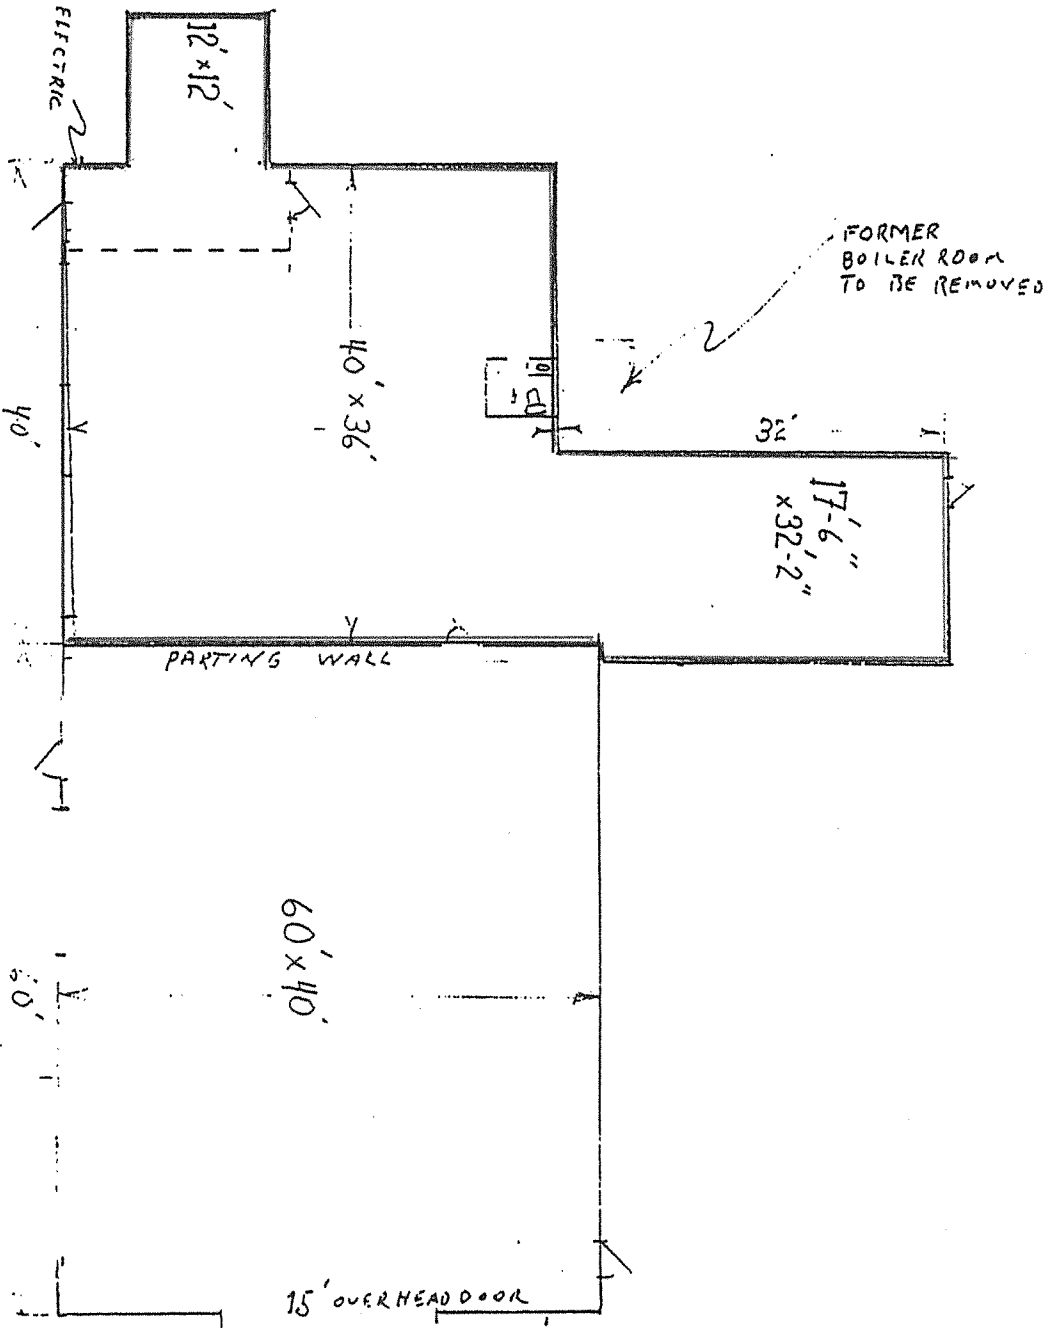 ELECTRIC
12' x 12'
FORMER
BOILER ROOM
TO BE REMOVED
40' x 36'
32'
17'-6"
x 32'-2"
40'
PARTING WALL
60' x 40'
60'
15' OVERHEAD DOOR